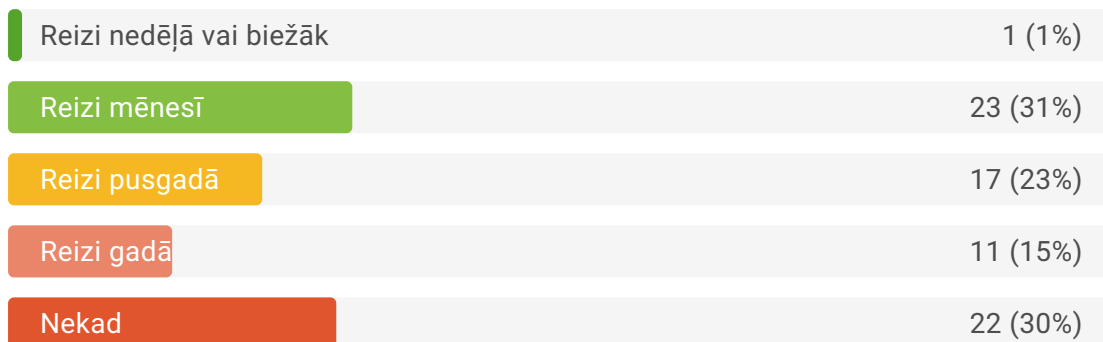 Reizi nedēļā vai biežāk 1 (1%)
Reizi mēnesī 23 (31%)
Reizi pusgadā 17 (23%)
Reizi gadā 11 (15%)
Nekad 22 (30%)